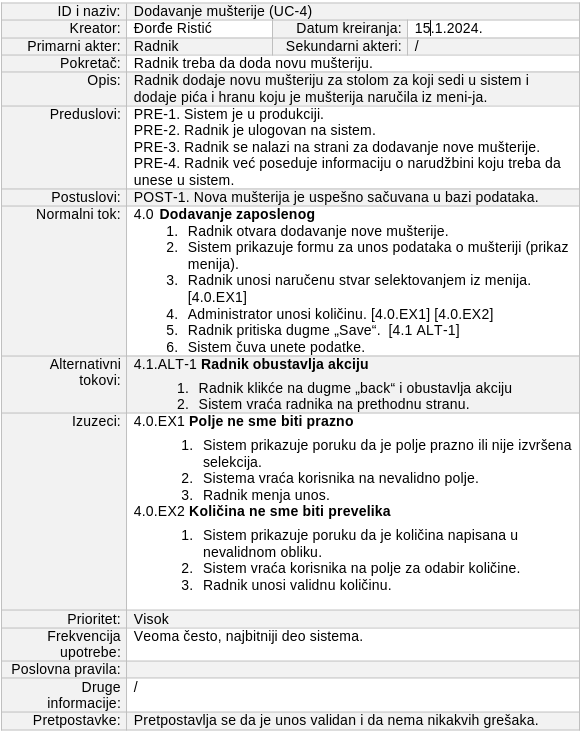 ID i naziv: Dodavanje mušterije (UC-4)
Kreator: Đorđe Ristić Datum kreiranja: 15.1.2024.
Primarni akter: Radnik Sekundarni akteri: /
Pokretač: Radnik treba da doda novu mušteriju.
Opis: Radnik dodaje novu mušteriju za stolom za koji sedi u sistem i
dodaje pića i hranu koju je mušterija naručila iz meni-ja.
Preduslovi: PRE-1. Sistem je u produkciji.
PRE-2. Radnik je ulogovan na sistem.
PRE-3. Radnik se nalazi na strani za dodavanje nove mušterije.
PRE-4. Radnik već poseduje informaciju o narudžbini koju treba da
unese u sistem.
Postuslovi: POST-1. Nova mušterija je uspešno sačuvana u bazi podataka.
Normalni tok: 4.0 Dodavanje zaposlenog
1. Radnik otvara dodavanje nove mušterije.
2. Sistem prikazuje formu za unos podataka o mušteriji (prikaz
menija).
3. Radnik unosi naručenu stvar selektovanjem iz menija.
[4.0.EX1]
4. Administrator unosi količinu. [4.0.EX1] [4.0.EX2]
5. Radnik pritiska dugme „Save“. [4.1 ALT-1]
6. Sistem čuva unete podatke.
Alternativni
tokovi:
4.1.ALT-1 Radnik obustavlja akciju
1. Radnik klikće na dugme „back“ i obustavlja akciju
2. Sistem vraća radnika na prethodnu stranu.
Izuzeci: 4.0.EX1 Polje ne sme biti prazno
1. Sistem prikazuje poruku da je polje prazno ili nije izvršena
selekcija.
2. Sistema vraća korisnika na nevalidno polje.
3. Radnik menja unos.
4.0.EX2 Količina ne sme biti prevelika
1. Sistem prikazuje poruku da je količina napisana u
nevalidnom obliku.
2. Sistem vraća korisnika na polje za odabir količine.
3. Radnik unosi validnu količinu.
Prioritet: Visok
Frekvencija
upotrebe:
Veoma često, najbitniji deo sistema.
Poslovna pravila:
Druge
informacije:
/
Pretpostavke: Pretpostavlja se da je unos validan i da nema nikakvih grešaka.